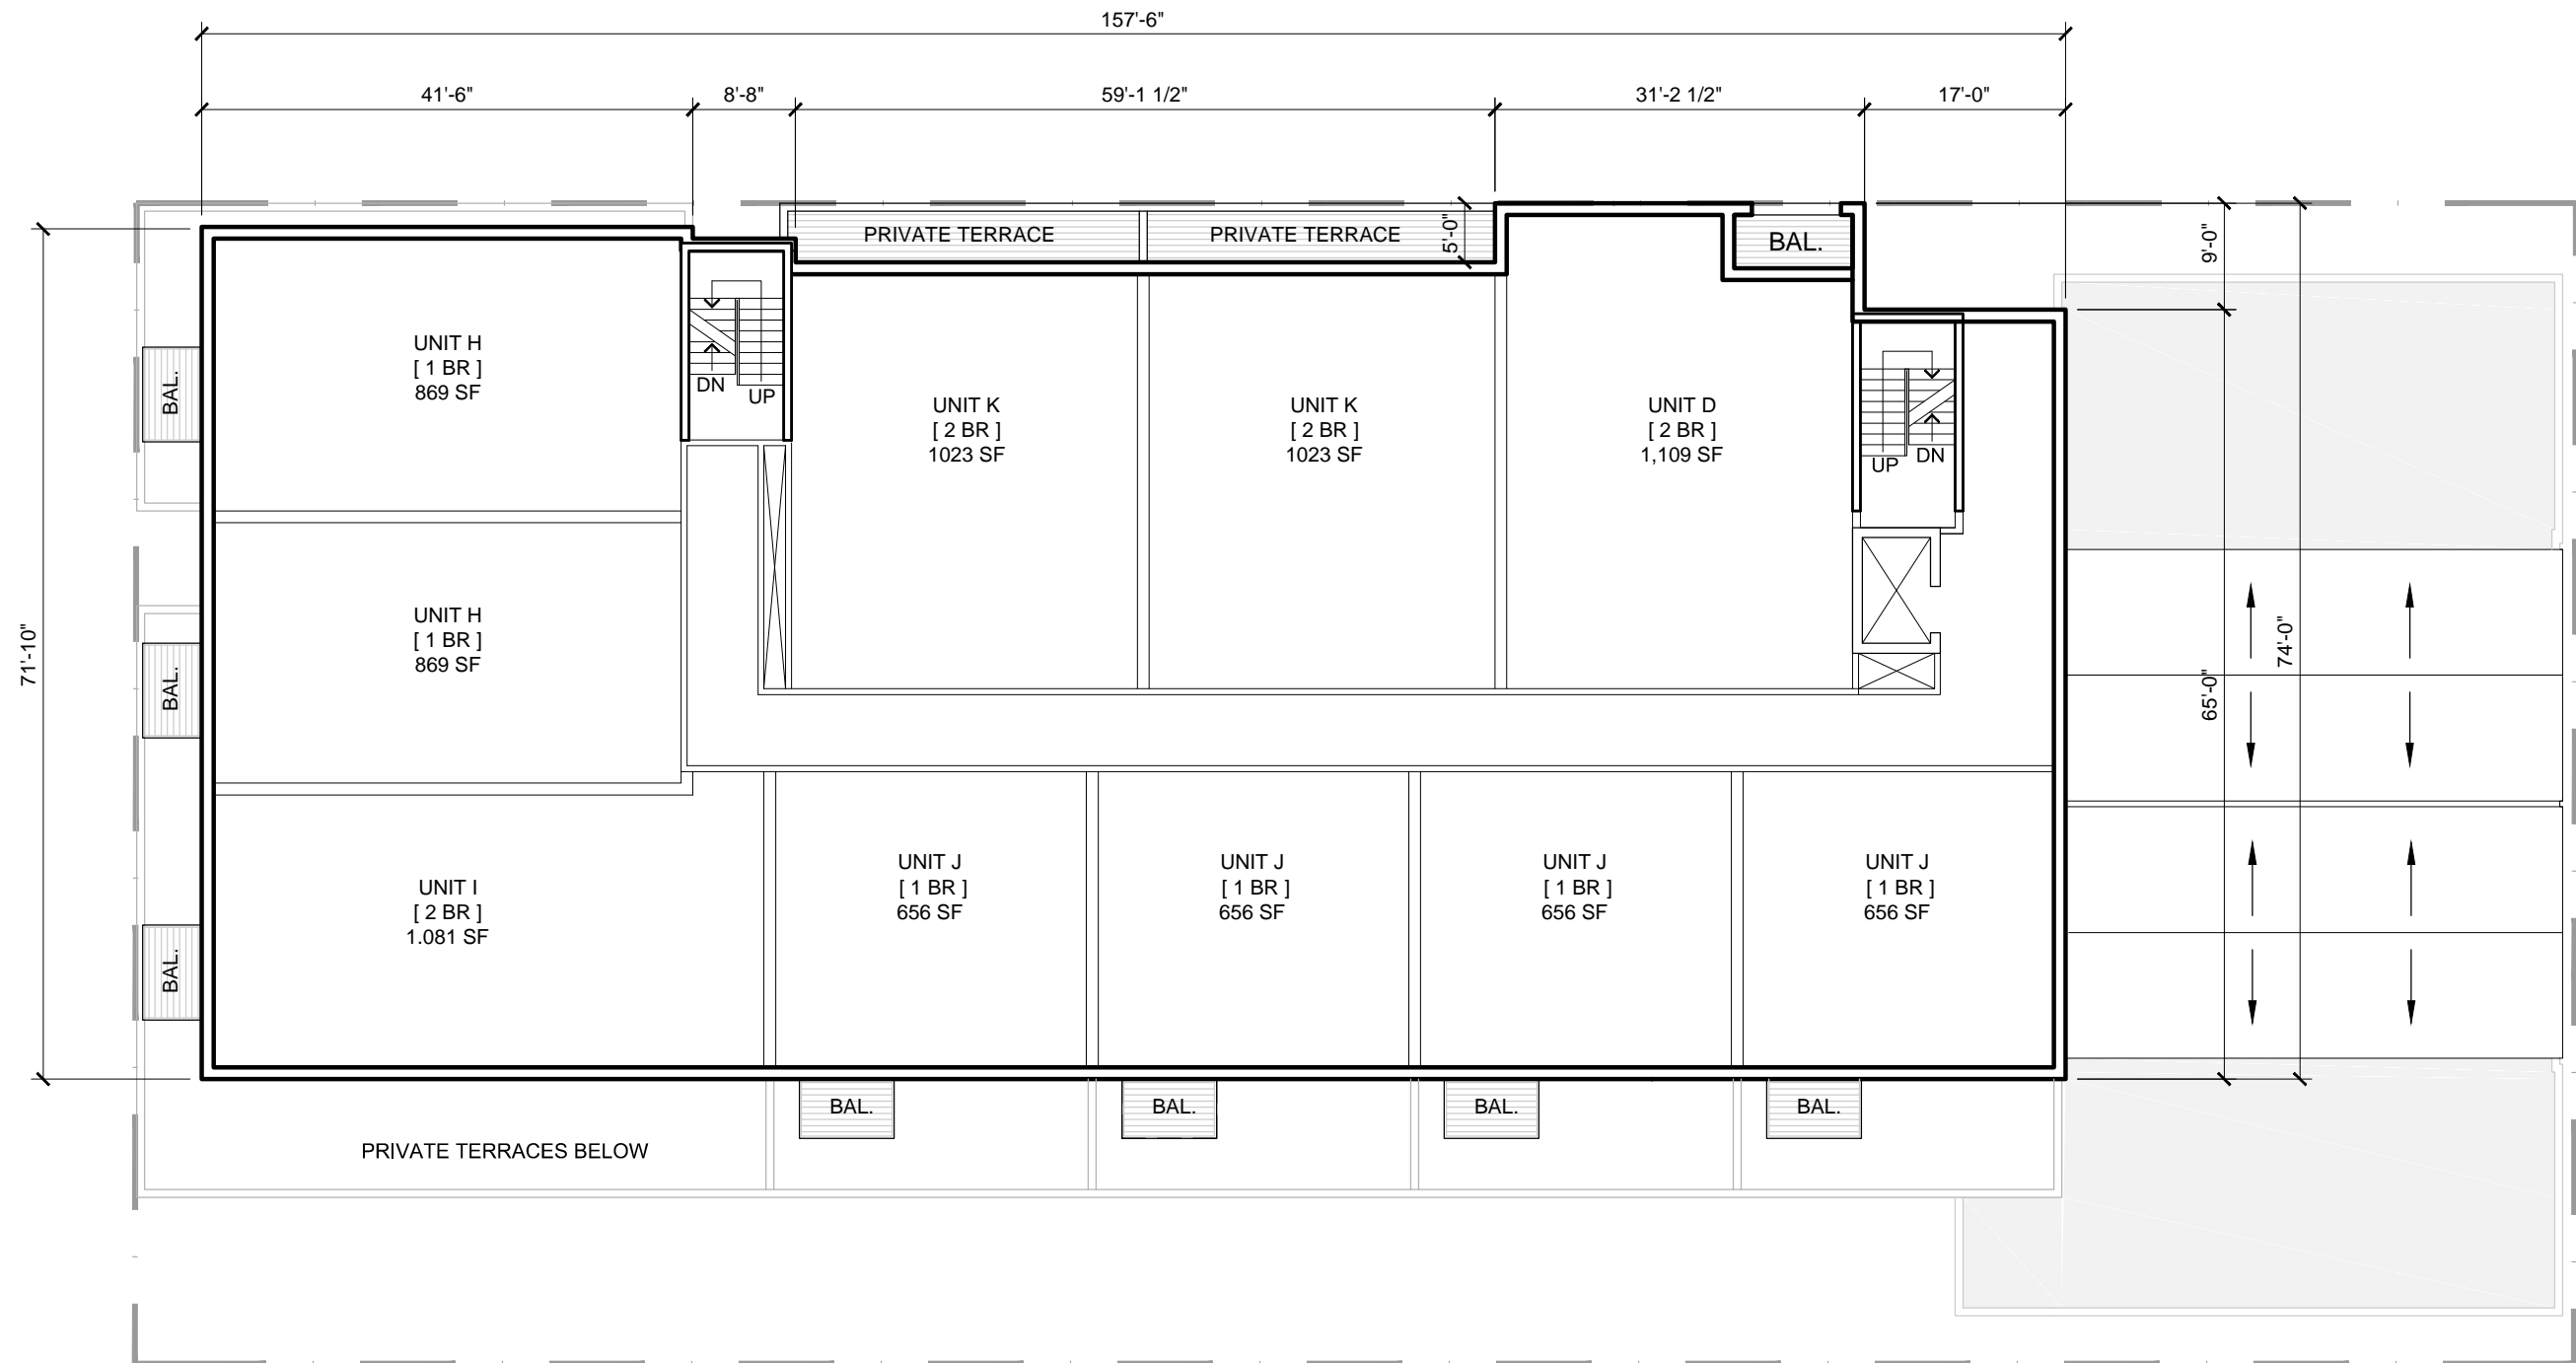 157'-6"
41'-6"
8'-8"
59'-1 1/2"
31'-2 1/2"
17'-0"
PRIVATE TERRACE
PRIVATE TERRACE
5'-0"
BAL.
9'-0"
UNIT H
[ 1 BR ]
869 SF
BAL.
DN
UP
UNIT K
[ 2 BR ]
1023 SF
UNIT K
[ 2 BR ]
1023 SF
UNIT D
[ 2 BR ]
1,109 SF
UP
DN
71'-10"
UNIT H
[ 1 BR ]
869 SF
BAL.
65'-0"
74'-0"
UNIT I
[ 2 BR ]
1.081 SF
BAL.
UNIT J
[ 1 BR ]
656 SF
UNIT J
[ 1 BR ]
656 SF
UNIT J
[ 1 BR ]
656 SF
UNIT J
[ 1 BR ]
656 SF
BAL.
BAL.
BAL.
BAL.
PRIVATE TERRACES BELOW